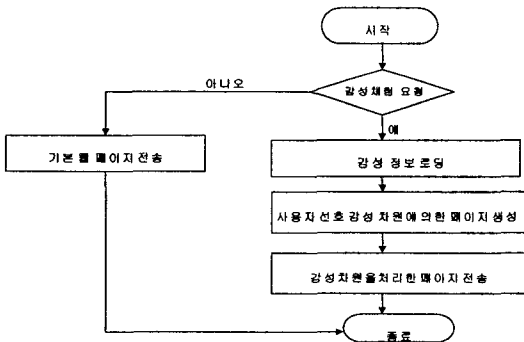 시작
감성체험 요청
아니오
예
기본 웹 페이지 전송
감성 정보로딩
사용자 선호 감성 차원에 의한 페이지 생성
감성차원을처리한 페이지 전송
종료